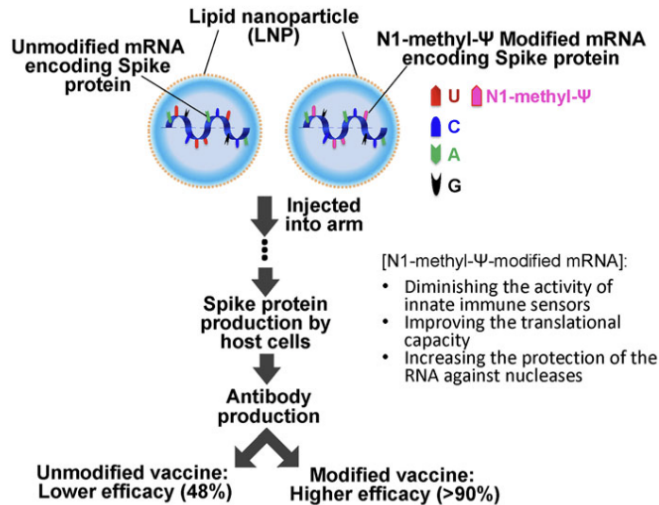 Lipid nanoparticle
(LNP)
Unmodified mRNA
encoding Spike
protein
N1-methyl-Ψ Modified mRNA
encoding Spike protein
U N1-methyl-Ψ
C
A
G
Injected
into arm
[N1-methyl-Ψ-modified mRNA]:
• Diminishing the activity of
innate immune sensors
• Improving the translational
capacity
• Increasing the protection of the
RNA against nucleases
Spike protein
production by
host cells
Antibody
production
Unmodified vaccine:
Lower efficacy (48%)
Modified vaccine:
Higher efficacy (>90%)